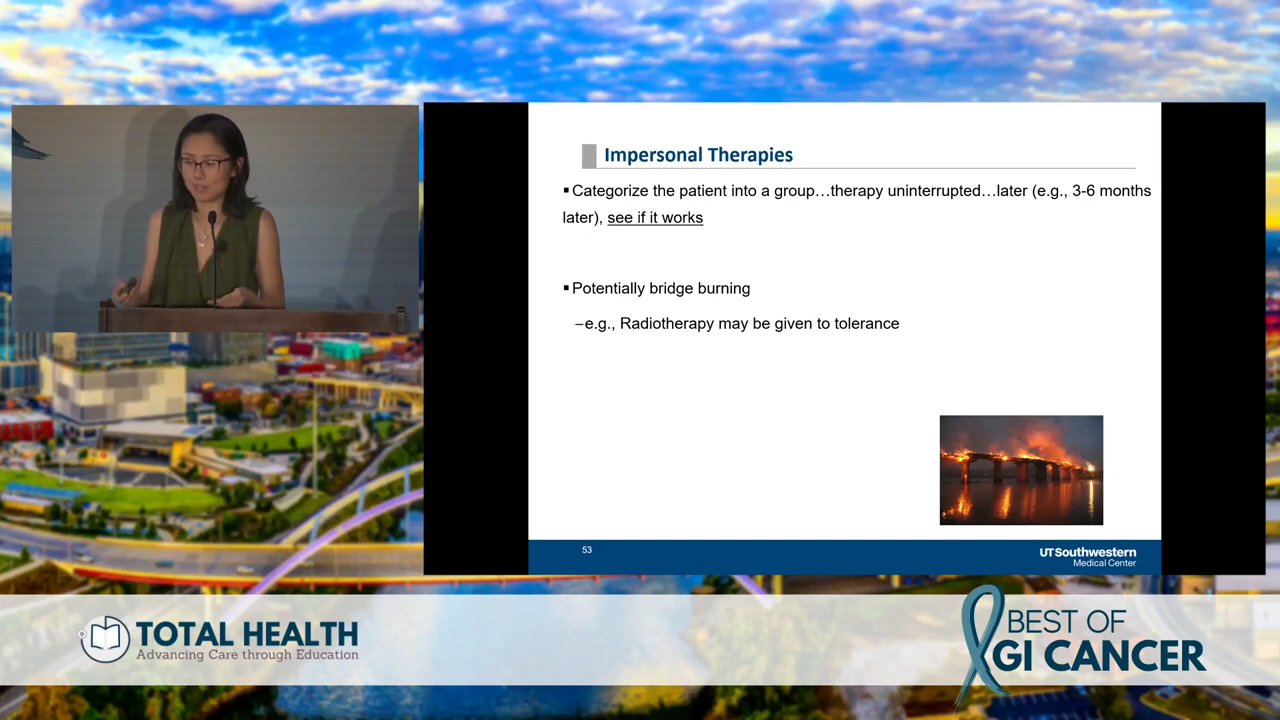 Impersonal Therapies
▪ Categorize the patient into a group…therapy uninterrupted…later (e.g., 3-6 months
later), see if it works
▪ Potentially bridge burning
–e.g., Radiotherapy may be given to tolerance
53
UTSouthwestern
Medical Center
TOTAL HEALTH
Advancing Care through Education
BEST OF
GI CANCER